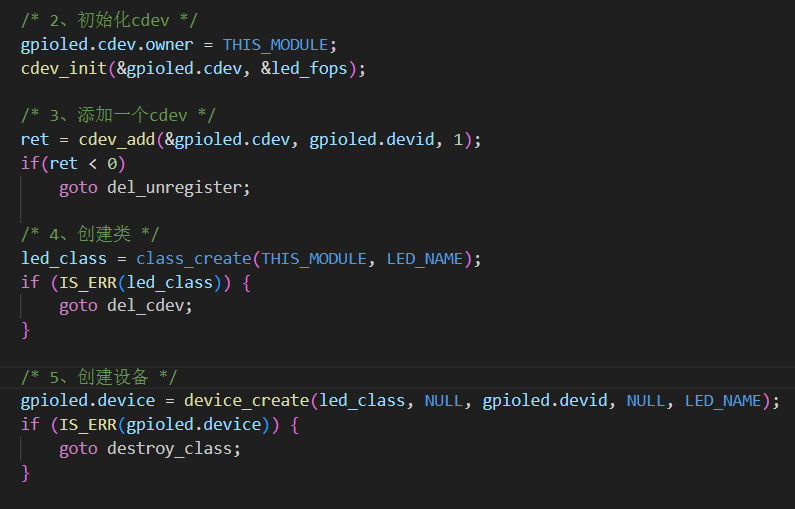 /* 2、初始化cdev */
gpioled.cdev.owner = THIS_MODULE;
cdev_init(&gpioled.cdev, &led_fops);
/* 3、添加一个cdev */
ret = cdev_add(&gpioled.cdev, gpioled.devid, 1);
if(ret < 0)
goto del_unregister;
/* 4、创建类 */
led_class = class_create(THIS_MODULE, LED_NAME);
if (IS_ERR(led_class)) {
goto del_cdev;
}
/* 5、创建设备 */
gpioled.device = device_create(led_class, NULL, gpioled.devid, NULL, LED_NAME);
if (IS_ERR(gpioled.device)) {
goto destroy_class;
}